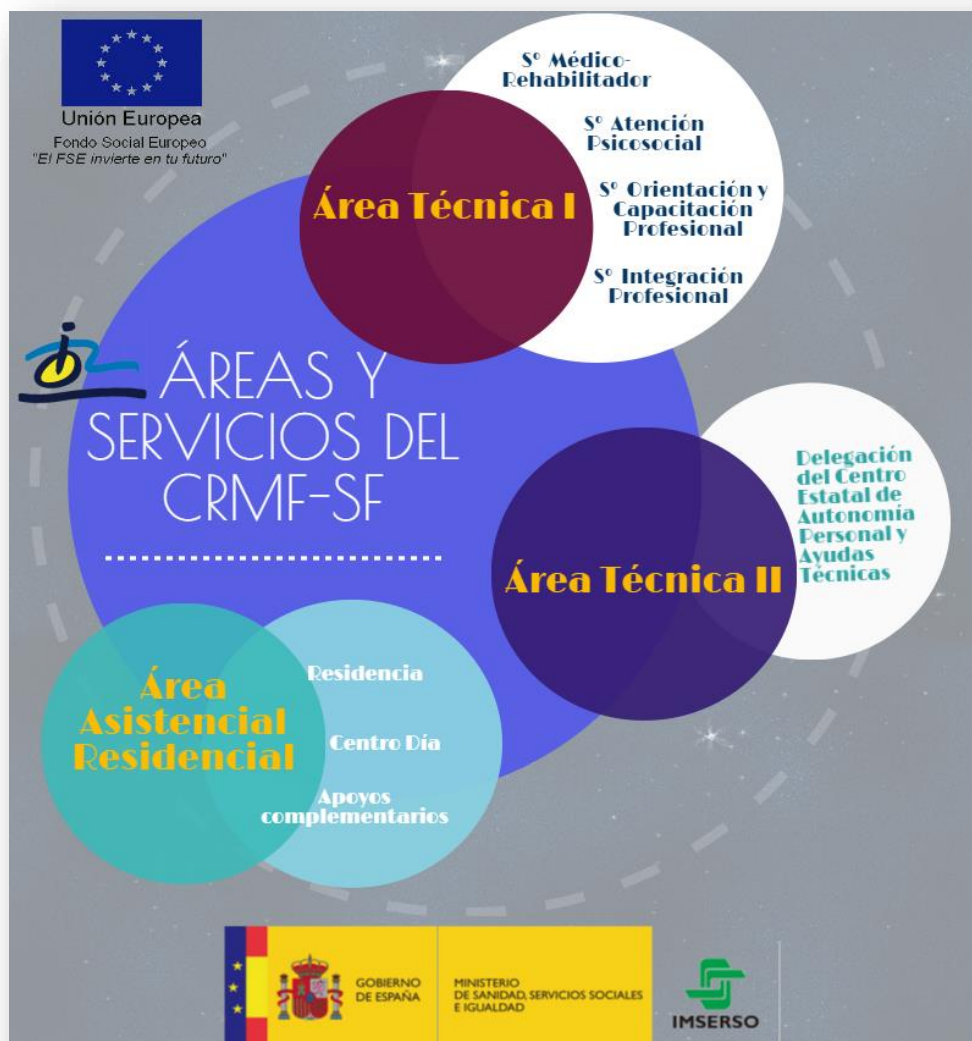 Unión Europea
Fondo Social Europeo
"El FSE invierte en tu futuro"
Sº Médico-
Rehabilitador
Sº Atención
Psicosocial
Área Técnica I
Sº Orientación y
Capacitación
Profesional
Sº Integración
Profesional
ÁREAS Y
SERVICIOS DEL
CRMF-SF
Delegación
del Centro
Estatal de
Autonomía
Personal y
Ayudas
Técnicas
Área Técnica II
Área
Asistencial
Residencial
Residencia
Centro Día
Apoyos
complementarios
GOBIERNO
DE ESPAÑA
MINISTERIO
DE SANIDAD, SERVICIOS SOCIALES
E IGUALDAD
IMSERSO